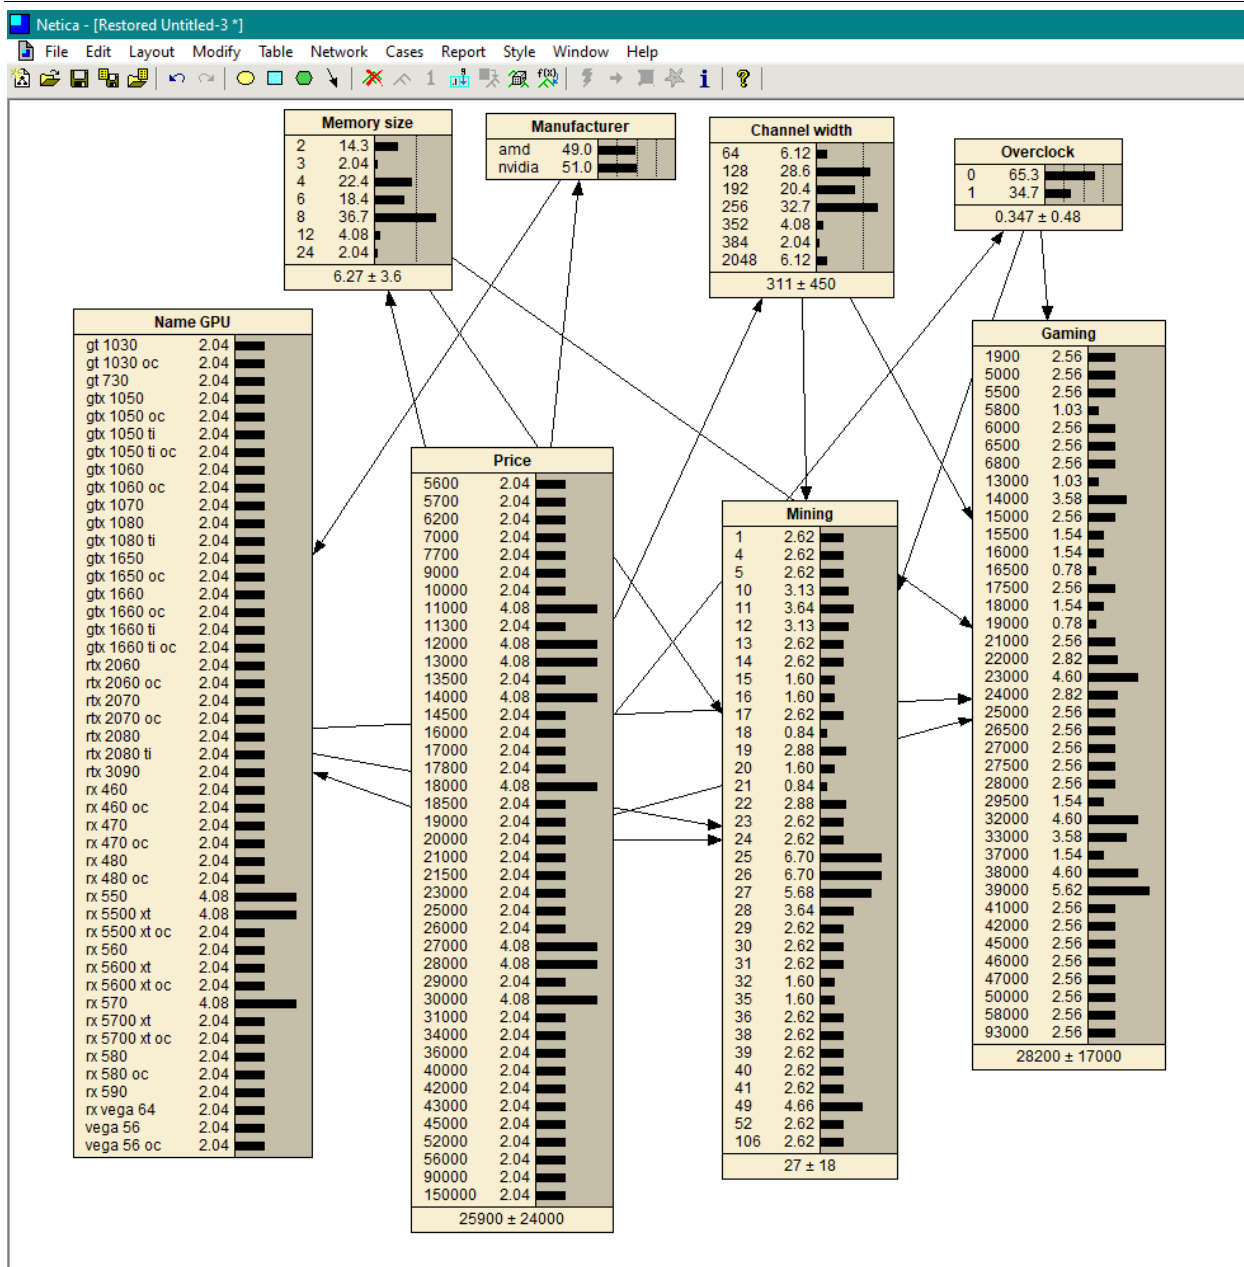 Netica - [Restored Untitled-3 *]
File Edit Layout Modify Table Network Cases Report Style Window Help
Memory size
2 14.3
3 2.04
4 22.4
6 18.4
8 36.7
12 4.08
24 2.04
6.27 ± 3.6
Manufacturer
amd 49.0
nvidia 51.0
Channel width
64 6.12
128 28.6
192 20.4
256 32.7
352 4.08
384 2.04
2048 6.12
311 ± 450
Overclock
0 65.3
1 34.7
0.347 ± 0.48
Name GPU
gt 1030 2.04
gt 1030 oc 2.04
gt 730 2.04
gtx 1050 2.04
gtx 1050 oc 2.04
gtx 1050 ti 2.04
gtx 1050 ti oc 2.04
gtx 1060 2.04
gtx 1060 oc 2.04
gtx 1070 2.04
gtx 1080 2.04
gtx 1080 ti 2.04
gtx 1650 2.04
gtx 1650 oc 2.04
gtx 1660 2.04
gtx 1660 oc 2.04
gtx 1660 ti 2.04
gtx 1660 ti oc 2.04
rtx 2060 2.04
rtx 2060 oc 2.04
rtx 2070 2.04
rtx 2070 oc 2.04
rtx 2080 2.04
rtx 2080 ti 2.04
rtx 3090 2.04
rx 460 2.04
rx 460 oc 2.04
rx 470 2.04
rx 470 oc 2.04
rx 480 2.04
rx 480 oc 2.04
rx 550 4.08
rx 5500 xt 4.08
rx 5500 xt oc 2.04
rx 560 2.04
rx 5600 xt 2.04
rx 5600 xt oc 2.04
rx 570 4.08
rx 5700 xt 2.04
rx 5700 xt oc 2.04
rx 580 2.04
rx 580 oc 2.04
rx 590 2.04
rx vega 64 2.04
vega 56 2.04
vega 56 oc 2.04
Price
5600 2.04
5700 2.04
6200 2.04
7000 2.04
7700 2.04
9000 2.04
10000 2.04
11000 4.08
11300 2.04
12000 4.08
13000 4.08
13500 2.04
14000 4.08
14500 2.04
16000 2.04
17000 2.04
17800 2.04
18000 4.08
18500 2.04
19000 2.04
20000 2.04
21000 2.04
21500 2.04
23000 2.04
25000 2.04
26000 2.04
27000 4.08
28000 4.08
29000 2.04
30000 4.08
31000 2.04
34000 2.04
36000 2.04
40000 2.04
42000 2.04
43000 2.04
45000 2.04
52000 2.04
56000 2.04
90000 2.04
150000 2.04
25900 ± 24000
Mining
1 2.62
4 2.62
5 2.62
10 3.13
11 3.64
12 3.13
13 2.62
14 2.62
15 1.60
16 1.60
17 2.62
18 0.84
19 2.88
20 1.60
21 0.84
22 2.88
23 2.62
24 2.62
25 6.70
26 6.70
27 5.68
28 3.64
29 2.62
30 2.62
31 2.62
32 1.60
35 1.60
36 2.62
38 2.62
39 2.62
40 2.62
41 2.62
49 4.66
52 2.62
106 2.62
27 ± 18
Gaming
1900 2.56
5000 2.56
5500 2.56
5800 1.03
6000 2.56
6500 2.56
6800 2.56
13000 1.03
14000 3.58
15000 2.56
15500 1.54
16000 1.54
16500 0.78
17500 2.56
18000 1.54
19000 0.78
21000 2.56
22000 2.82
23000 4.60
24000 2.82
25000 2.56
26500 2.56
27000 2.56
27500 2.56
28000 2.56
29500 1.54
32000 4.60
33000 3.58
37000 1.54
38000 4.60
39000 5.62
41000 2.56
42000 2.56
45000 2.56
46000 2.56
47000 2.56
50000 2.56
58000 2.56
93000 2.56
28200 ± 17000